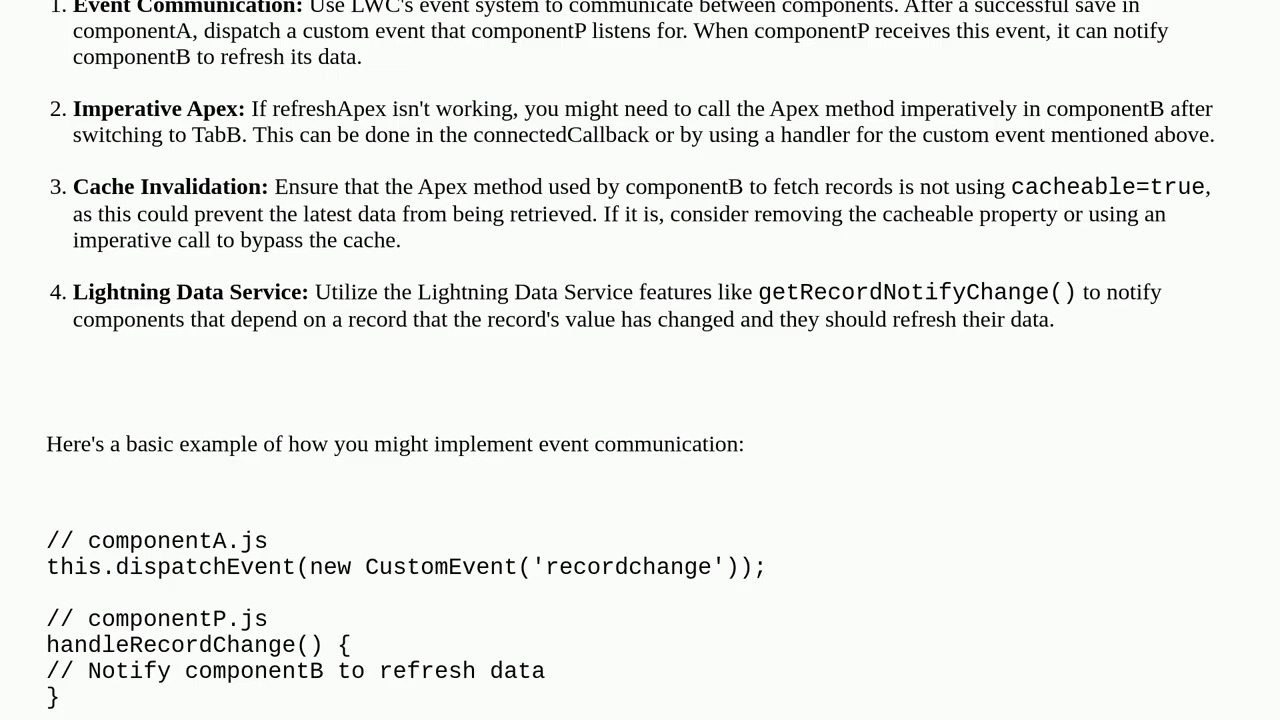 1. Event Communication: Use LWC's event system to communicate between components. After a successful save in
componentA, dispatch a custom event that componentP listens for. When componentP receives this event, it can notify
componentB to refresh its data.
2. Imperative Apex: If refreshApex isn't working, you might need to call the Apex method imperatively in componentB after
switching to TabB. This can be done in the connectedCallback or by using a handler for the custom event mentioned above.
3. Cache Invalidation: Ensure that the Apex method used by componentB to fetch records is not using cacheable=true,
as this could prevent the latest data from being retrieved. If it is, consider removing the cacheable property or using an
imperative call to bypass the cache.
4. Lightning Data Service: Utilize the Lightning Data Service features like getRecordNotifyChange() to notify
components that depend on a record that the record's value has changed and they should refresh their data.
Here's a basic example of how you might implement event communication:
// componentA.js
this.dispatchEvent(new CustomEvent('recordchange'));
// componentP.js
handleRecordChange() {
// Notify componentB to refresh data
}